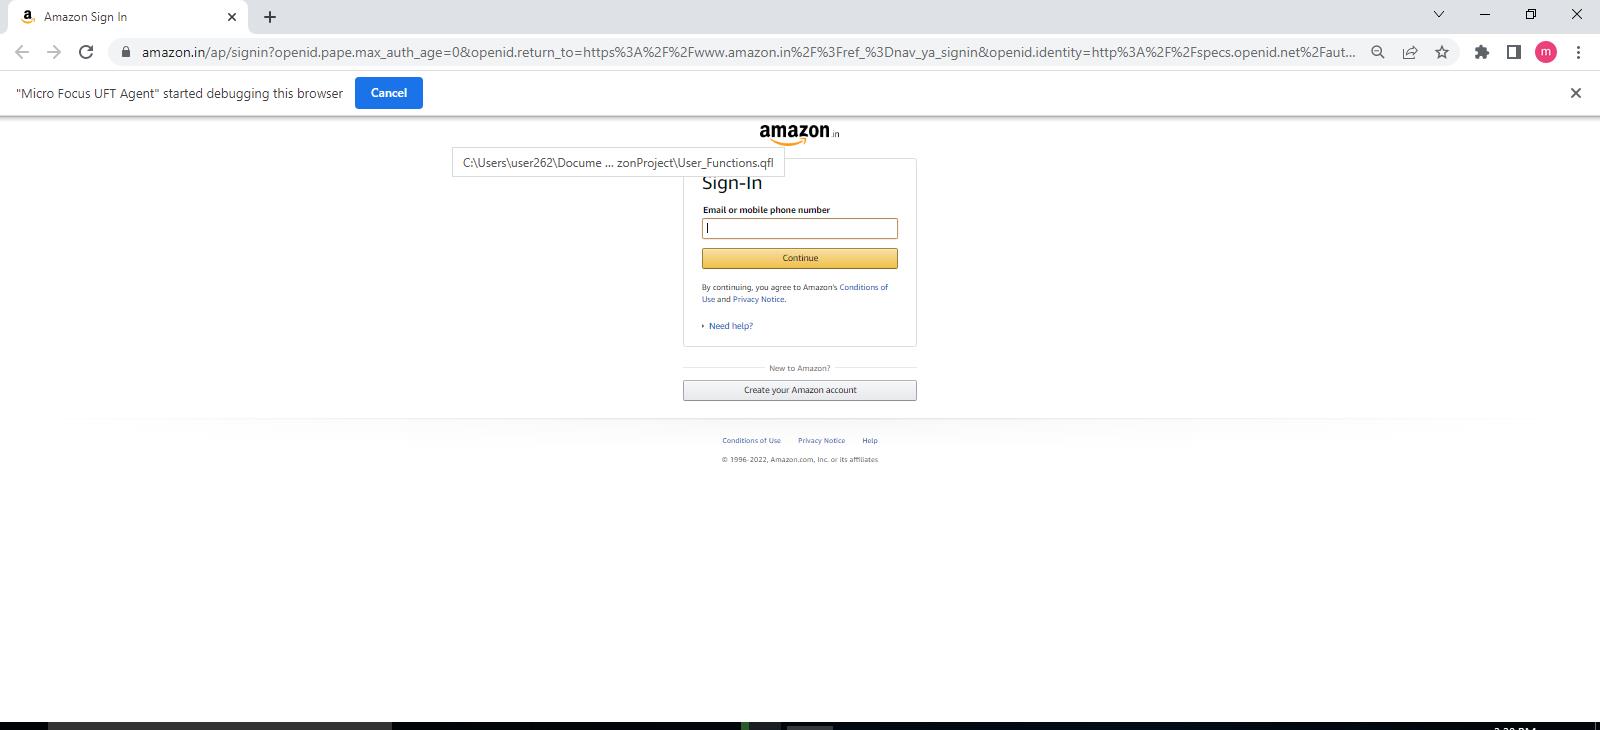 Amazon Sign In
amazon.in/ap/signin?openid.pape.max_auth_age=0&openid.return_to=https%3A%2F%2Fwww.amazon.in%2F%3Fref_%3Dnav_ya_signin&openid.identity=http%3A%2F%2Fspecs.openid.net%2Faut...
m
"Micro Focus UFT Agent" started debugging this browser
Cancel
amazon.in
C:\Users\user262\Docume ... zonProject\User_Functions.qfl
Sign-In
Email or mobile phone number
Continue
By continuing, you agree to Amazon's Conditions of
Use and Privacy Notice.
Need help?
New to Amazon?
Create your Amazon account
Conditions of Use Privacy Notice Help
© 1996-2022, Amazon.com, Inc. or its affiliates